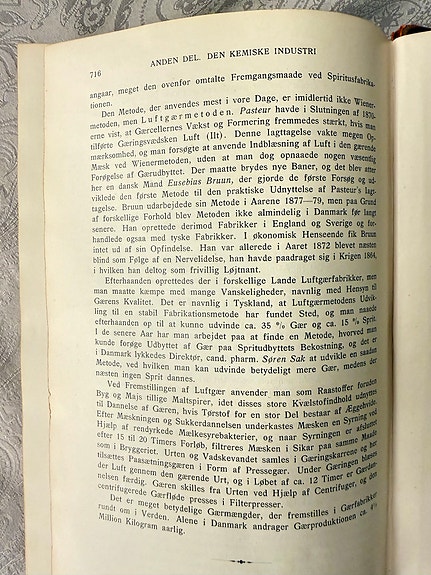 716
ANDEN DEL. DEN KEMISKE INDUSTRI
angaar, meget den ovenfor omtalte Fremgangsmaade ved Spiritusfabrika-
tionen.
Den Metode, der anvendes mest i vore Dage, er imidlertid ikke Wiener-
metoden, men Luftgærmetoden. Pasteur havde i Slutningen af 1870-
erne vist, at Gærcellernes Vækst og Formering fremmedes stærkt, hvis man
tilførte Gæringsvædsken Luft (Ilt). Denne Iagttagelse vakte megen Op-
mærksomhed, og man forsøgte at anvende Indblæsning af Luft i den gærende
Mæsk ved Wienermetoden, uden at man dog opnaaede nogen væsentlig
Forøgelse af Gærudbyttet. Der maatte brydes nye Baner, og det blev atter
her en dansk Mand Eusebius Bruun, der gjorde de første Forsøg og ud-
viklede den første Metode til den praktiske Udnyttelse af Pasteur's Iagt-
tagelse. Bruun udarbejdede sin Metode i Aarene 1877—79, men paa Grund
af forskellige Forhold blev Metoden ikke almindelig i Danmark før langt
senere. Han oprettede derimod Fabrikker i England og Sverige og for-
handlede ogsaa med tyske Fabrikker. I økonomisk Henseende fik Bruun
intet ud af sin Opfindelse. Han var allerede i Aaret 1872 blevet næsten
blind som Følge af en Nervelidelse, han havde paadraget sig i Krigen 1864,
i hvilken han deltog som frivillig Løjtnant.
Efterhaanden oprettedes der i forskellige Lande Luftgærfabrikker, men
man maatte kæmpe med mange Vanskeligheder, navnlig med Hensyn til
Gærens Kvalitet. Det er navnlig i Tyskland, at Luftgærmetodens Udvik-
ling til en stabil Fabrikationsmetode har fundet Sted, og man naaede
efterhaanden op til at kunne udvinde ca. 35 % Gær og ca. 15 % Sprit.
I de senere Aar har man arbejdet paa at finde en Metode, hvorved man
kunde forøge Udbyttet af Gær paa Spritudbyttets Bekostning, og det er
i Danmark lykkedes Direktør, cand. pharm. Søren Sak at udvikle en saadan
Metode, ved hvilken man kan udvinde betydeligt mere Gær, medens der
næsten ingen Sprit dannes.
Ved Fremstillingen af Luftgær anvender man som Raastoffer foruden
Byg og Majs tillige Maltspirer, idet disses store Kvælstofindhold udnyttes
til Dannelse af Gæren, hvis Tørstof for en stor Del bestaar af Æggehvide.
Efter Mæskningen og Sukkerdannelsen underkastes Mæsken en Syrning ved
Hjælp af rendyrkede Mælkesyrebakterier, og naar Syrningen er afsluttet
efter 15 til 20 Timers Forløb, filtreres Mæsken i Sikar paa samme Maade
som i Bryggeriet. Urten og Vadskevandet samles i Gæringskarrene og her
tilsættes Paasætningsgæren i Form af Pressegær. Under Gæringen blæses
der Luft gennem den gærende Urt, og i Løbet af ca. 12 Timer er Gærdan-
nelsen færdig. Gæren skilles fra Urten ved Hjælp af Centrifuger, og den
centrifugerede Gærfløde presses i Filterpresser.
Det er meget betydelige Gærmængder, der fremstilles i Gærfabrikker
rundt om i Verden. Alene i Danmark andrager Gærproduktionen ca.
Million Kilogram aarlig.